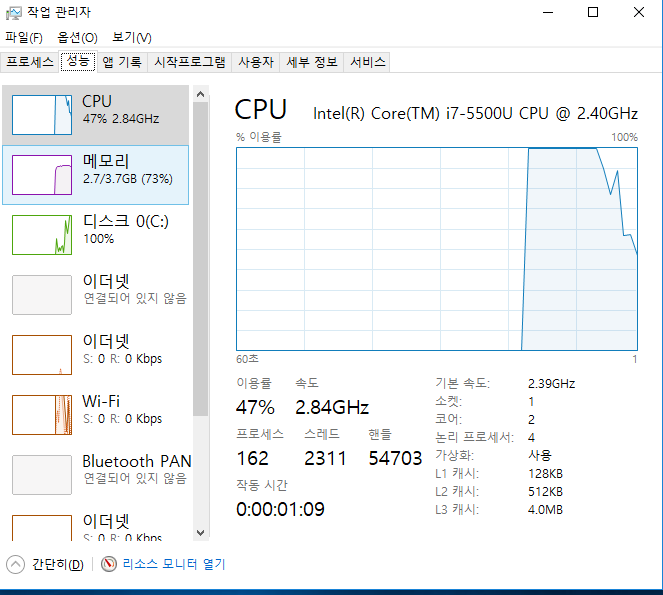 작업 관리자
파일(F) 옵션(O) 보기(V)
프로세스 성능 앱 기록 시작프로그램 사용자 세부 정보 서비스
CPU
47% 2.84GHz
메모리
2.7/3.7GB (73%)
디스크 0(C:)
100%
이더넷
연결되어 있지 않음
이더넷
S: 0 R: 0 Kbps
Wi-Fi
S: 0 R: 0 Kbps
Bluetooth PAN
연결되어 있지 않음
이더넷
S: 0 R: 0 Kbps
CPU Intel(R) Core(TM) i7-5500U CPU @ 2.40GHz
% 이용률 100%
60초 1
이용률 속도
47% 2.84GHz
프로세스 스레드 핸들
162 2311 54703
작동 시간
0:00:01:09
기본 속도: 2.39GHz
소켓: 1
코어: 2
논리 프로세서: 4
가상화: 사용
L1 캐시: 128KB
L2 캐시: 512KB
L3 캐시: 4.0MB
간단히(D) 리소스 모니터 열기